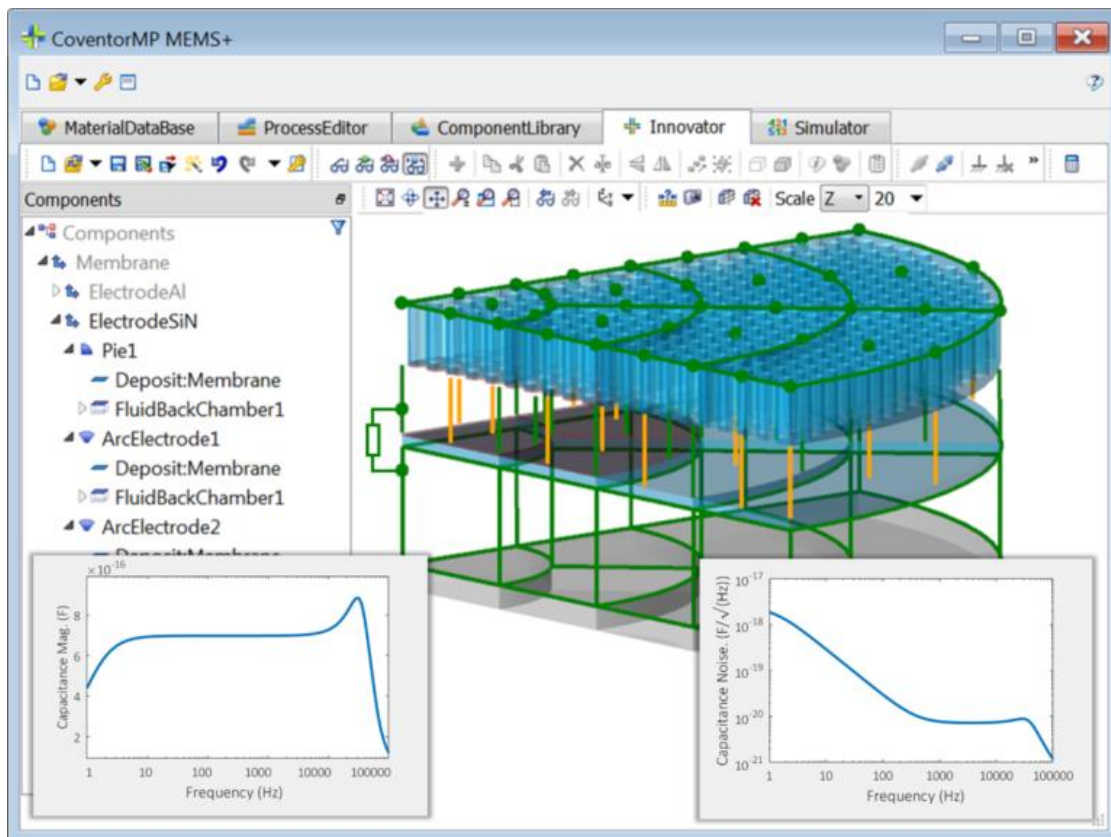 CoventorMP MEMS+
MaterialDataBase
ProcessEditor
ComponentLibrary
Innovator
Simulator
Components
Scale Z 20
Components
Membrane
ElectrodeAl
ElectrodeSiN
Pie1
Deposit:Membrane
FluidBackChamber1
ArcElectrode1
Deposit:Membrane
FluidBackChamber1
ArcElectrode2
Deposit:Membrane
×10-16
8
6
4
2
Capacitance Mag. (F)
1 10 100 1000 10000 100000
Frequency (Hz)
10-17
10-18
10-19
10-20
10-21
Capacitance Noise. (F/√(Hz))
1 10 100 1000 10000 100000
Frequency (Hz)